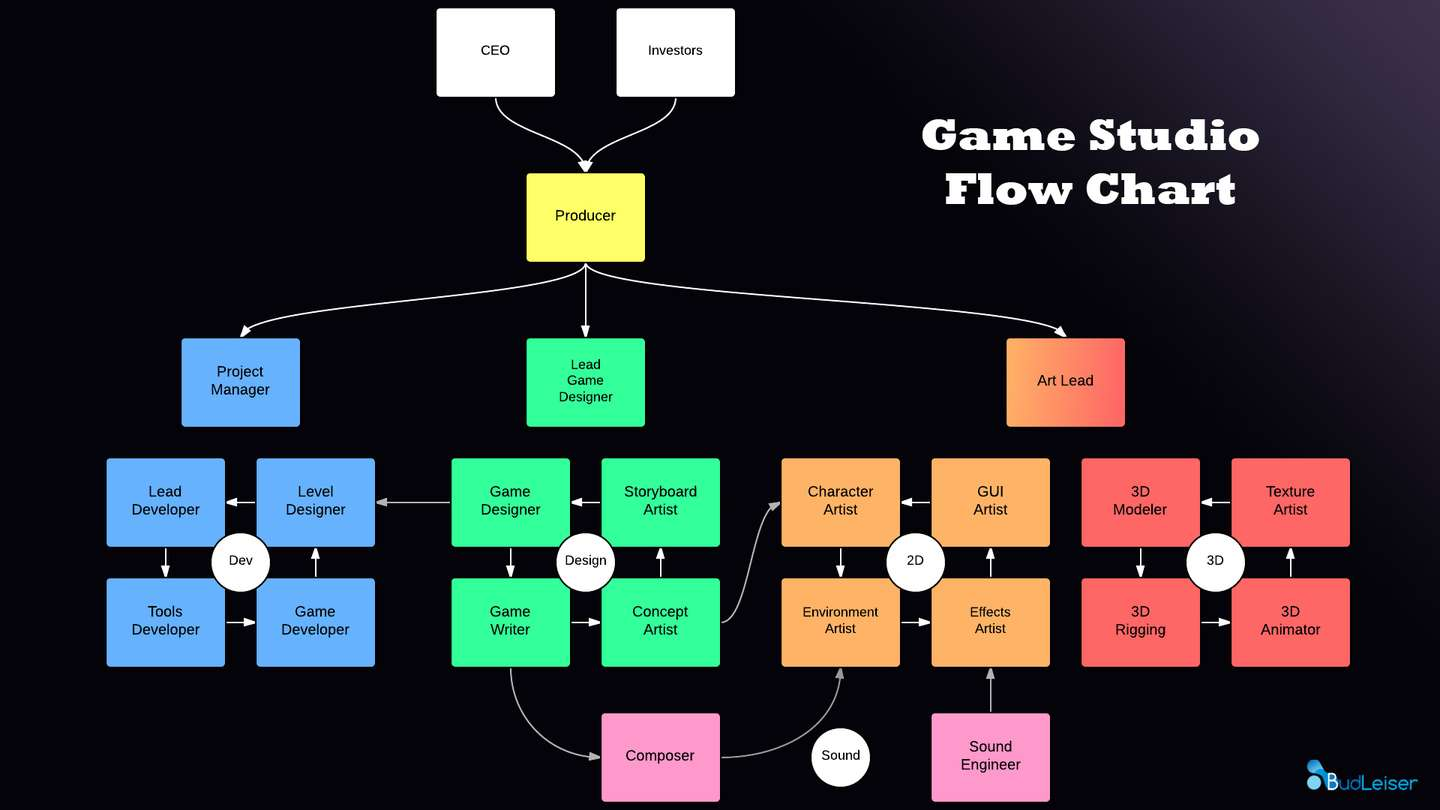 CEO
Investors
Game Studio
Flow Chart
Producer
Project
Manager
Lead
Game
Designer
Art Lead
Lead
Developer
Level
Designer
Game
Designer
Storyboard
Artist
Character
Artist
GUI
Artist
3D
Modeler
Texture
Artist
Dev
Design
2D
3D
Tools
Developer
Game
Developer
Game
Writer
Concept
Artist
Environment
Artist
Effects
Artist
3D
Rigging
3D
Animator
Composer
Sound
Sound
Engineer
BudLeiser